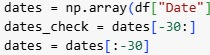 dates = np.array(df["Date"]
dates_check = dates[-30:]
dates = dates[:-30]